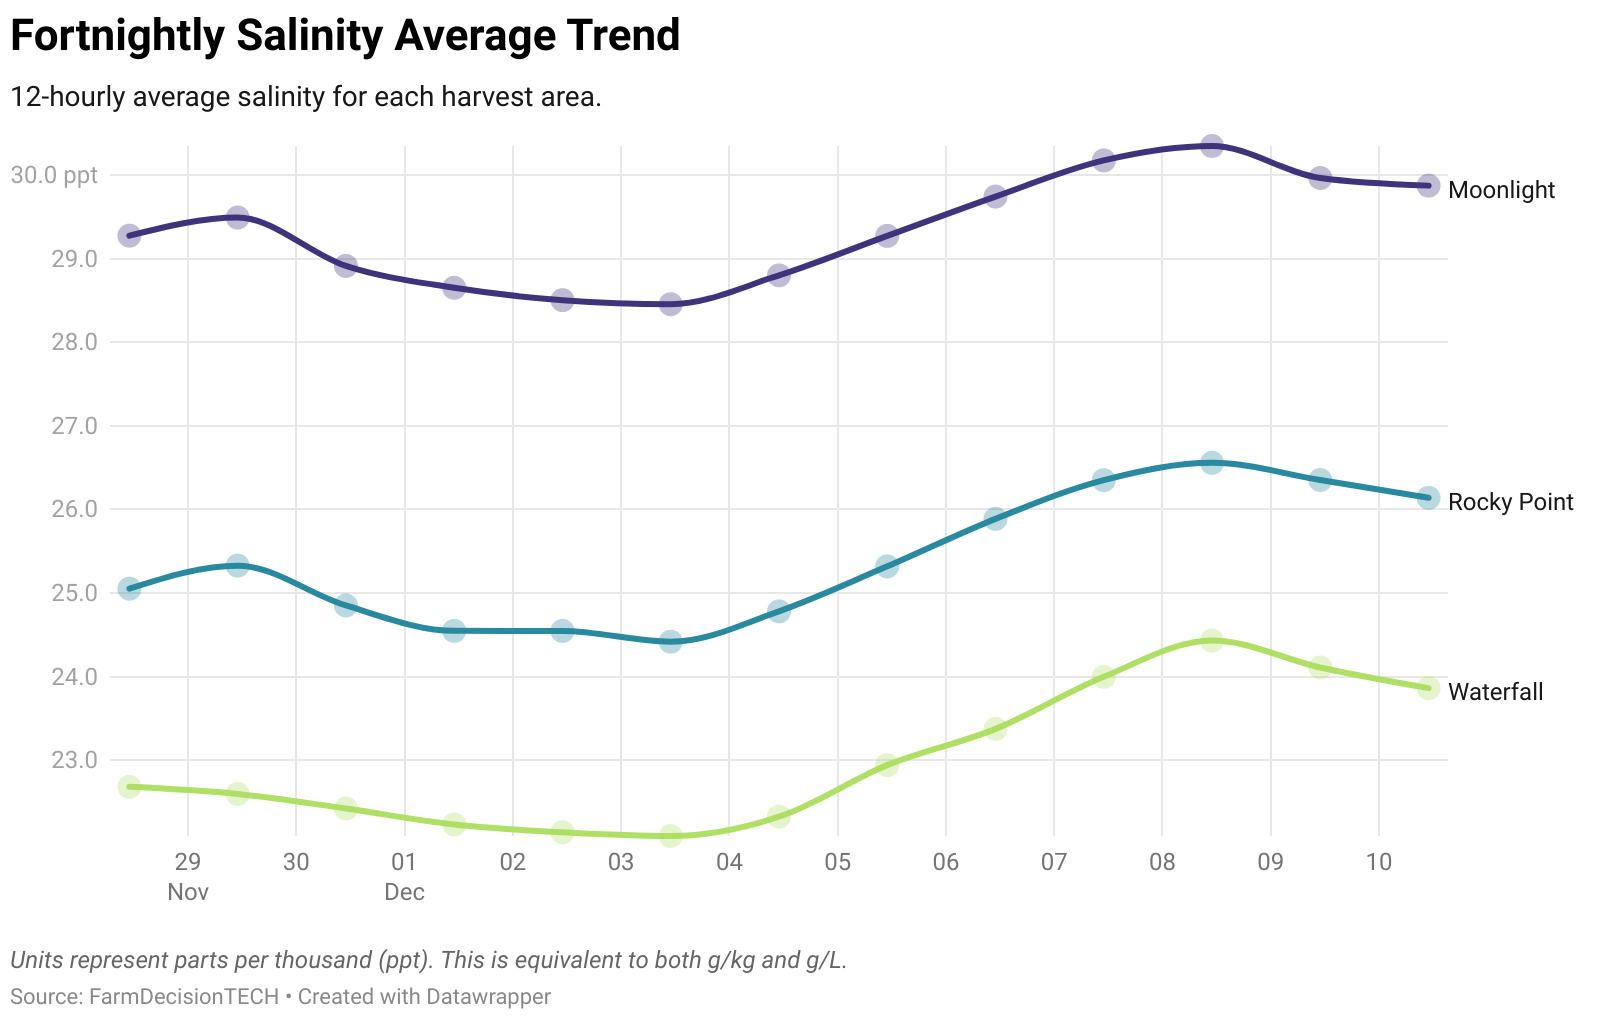 Fortnightly Salinity Average Trend
12-hourly average salinity for each harvest area.
30.0 ppt
Moonlight
29.0
28.0
27.0
26.0
Rocky Point
25.0
24.0
Waterfall
23.0
29 30 01 02 03 04 05 06 07 08 09 10
Nov Dec
Units represent parts per thousand (ppt). This is equivalent to both g/kg and g/L.
Source: FarmDecisionTECH • Created with Datawrapper